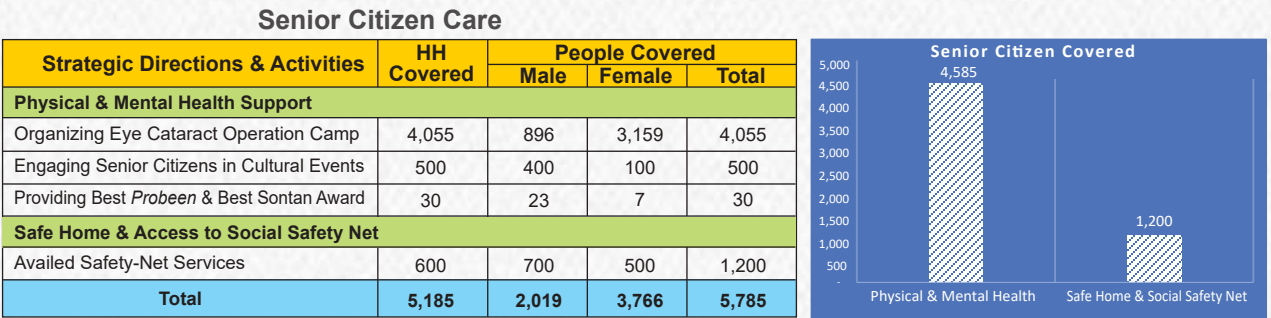 Senior Citizen Care
Strategic Directions & Activities HH Covered People Covered
Male Female Total
Physical & Mental Health Support
Organizing Eye Cataract Operation Camp 4,055 896 3,159 4,055
Engaging Senior Citizens in Cultural Events 500 400 100 500
Providing Best Probeen & Best Sontan Award 30 23 7 30
Safe Home & Access to Social Safety Net
Availed Safety-Net Services 600 700 500 1,200
Total 5,185 2,019 3,766 5,785
Senior Citizen Covered
5,000
4,500
4,000
3,500
3,000
2,500
2,000
1,500
1,000
500
-
4,585
1,200
Physical & Mental Health Safe Home & Social Safety Net